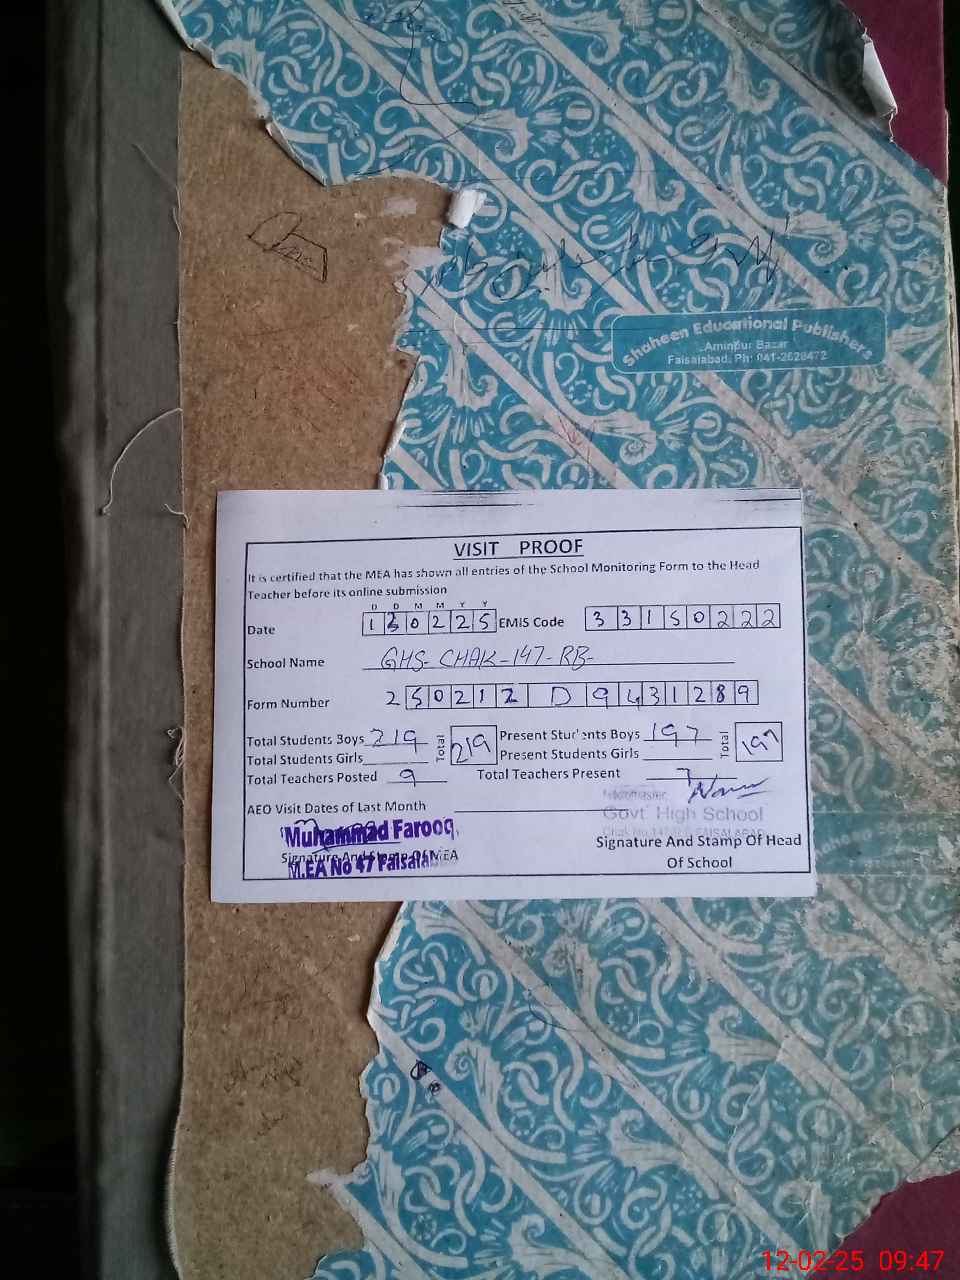 Shaheen Educational Publishers
Aminpur Bazar
Faisalabad. Ph: 041-2626472
VISIT PROOF
It is certified that the MEA has shown all entries of the School Monitoring Form to the Head
Teacher before its online submission
D D M M Y Y
Date 1 0 2 2 5 EMIS Code 3 3 1 5 0 2 2 2
School Name GHS- CHAK-147-RB-
Form Number 2 5 0 2 1 2 D 9 4 3 1 2 8 9
Total Students Boys 219 Total 219 Present Students Boys 197 Total 197
Total Students Girls Present Students Girls
Total Teachers Posted 9 Total Teachers Present 7
AEO Visit Dates of Last Month
Headmaster
Govt High School
Chak No.147 RB FAISALABAD
Muhammad Farooq
Signature And Stamp Of MEA
M.EA No 47 Faisalabad
Signature And Stamp Of Head
Of School
12-02-25 09:47